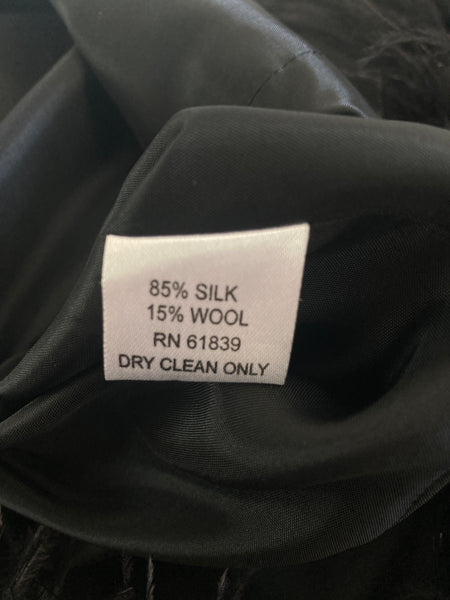 85% SILK
15% WOOL
RN 61839
DRY CLEAN ONLY